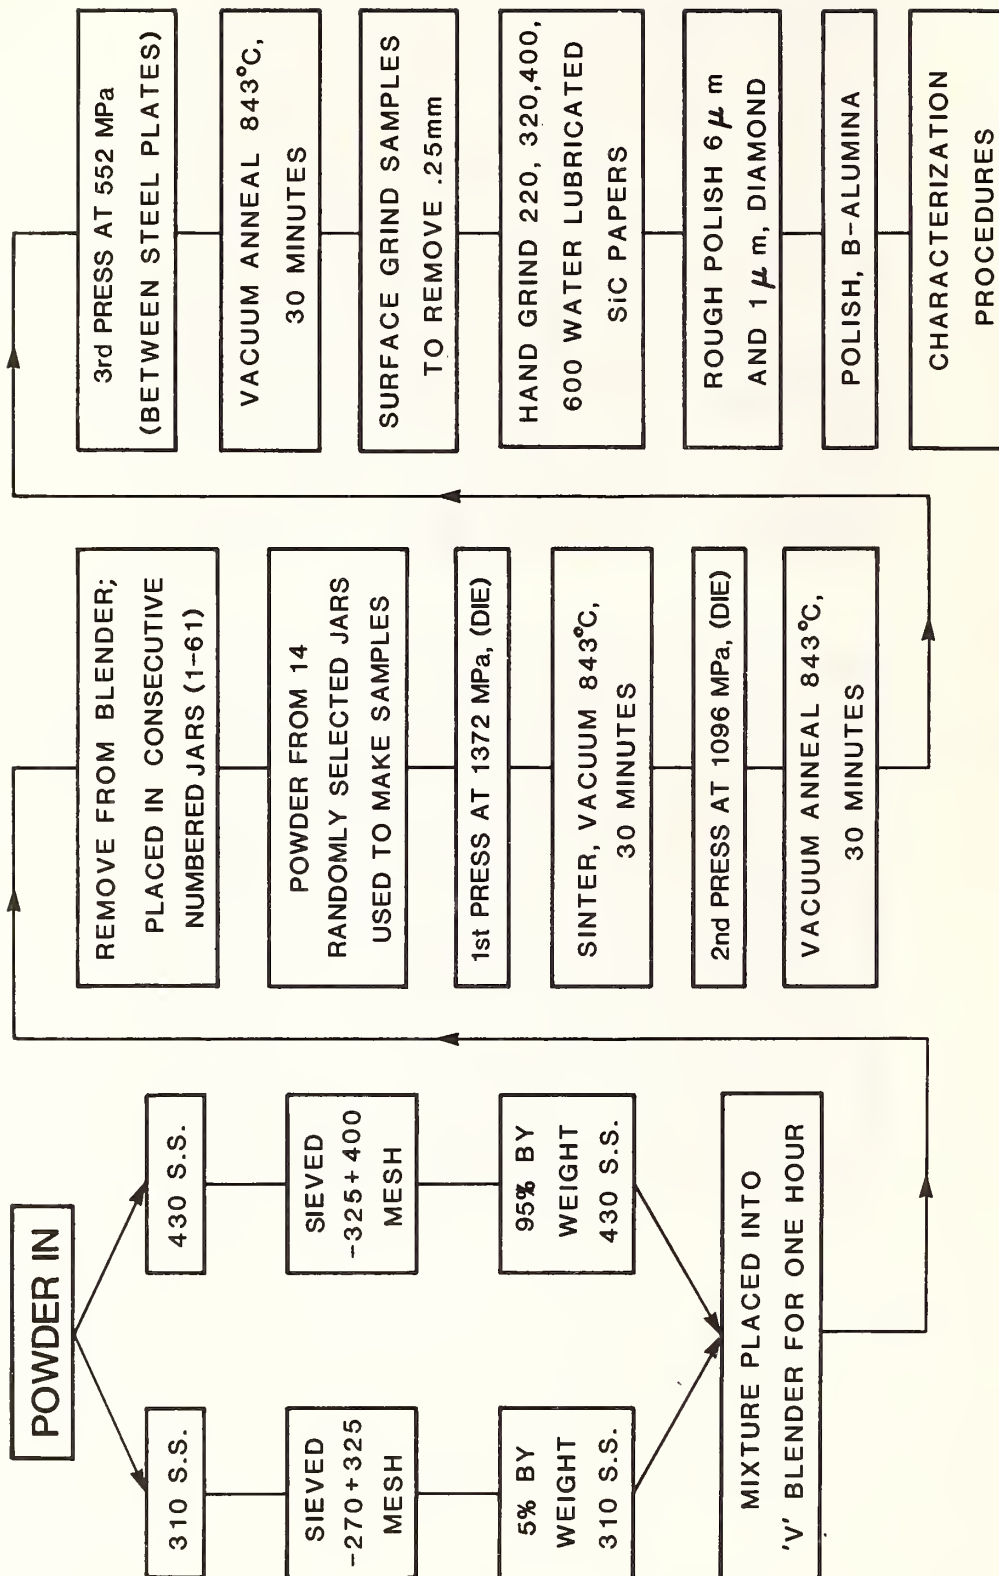 POWDER IN
310 S.S.
430 S.S.
SIEVED
-270+325
MESH
SIEVED
-325+400
MESH
5% BY
WEIGHT
310 S.S.
95% BY
WEIGHT
430 S.S.
MIXTURE PLACED INTO
'V' BLENDER FOR ONE HOUR
REMOVE FROM BLENDER;
PLACED IN CONSECUTIVE
NUMBERED JARS (1-61)
POWDER FROM 14
RANDOMLY SELECTED JARS
USED TO MAKE SAMPLES
1st PRESS AT 1372 MPa, (DIE)
SINTER, VACUUM 843°C,
30 MINUTES
2nd PRESS AT 1096 MPa, (DIE)
VACUUM ANNEAL 843°C,
30 MINUTES
3rd PRESS AT 552 MPa
(BETWEEN STEEL PLATES)
VACUUM ANNEAL 843°C,
30 MINUTES
SURFACE GRIND SAMPLES
TO REMOVE .25mm
HAND GRIND 220, 320,400,
600 WATER LUBRICATED
SiC PAPERS
ROUGH POLISH 6μm
AND 1μm, DIAMOND
POLISH, B-ALUMINA
CHARACTERIZATION
PROCEDURES